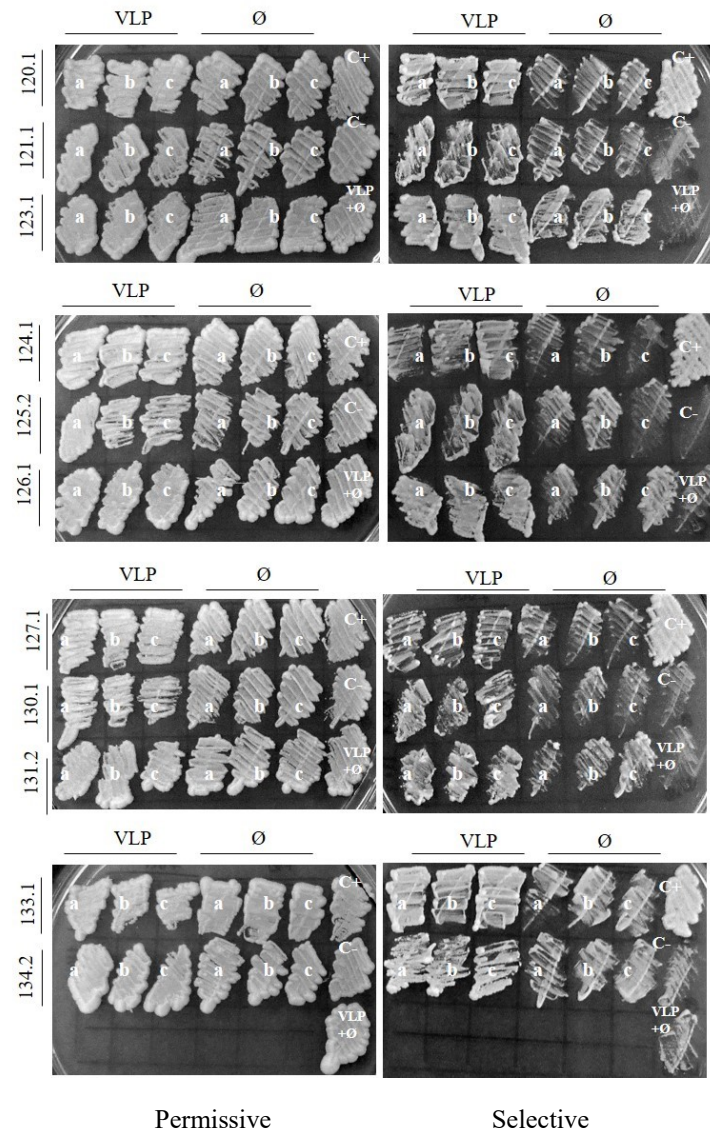 VLP Ø VLP Ø
120.1 a b c a b c C+ a b c a b c C+
121.1 a b c a b c C- a b c a b c C-
123.1 a b c a b c VLP +Ø a b c a b c VLP +Ø
VLP Ø VLP Ø
124.1 a b c a b c C+ a b c a b c C+
125.2 a b c a b c C- a b c a b c C-
126.1 a b c a b c VLP +Ø a b c a b c VLP +Ø
VLP Ø VLP Ø
127.1 a b c a b c C+ a b c a b c C+
130.1 a b c a b c C- a b c a b c C-
131.2 a b c a b c VLP +Ø a b c a b c VLP +Ø
VLP Ø VLP Ø
133.1 a b c a b c C+ a b c a b c C+
134.2 a b c a b c C- a b c a b c C-
VLP +Ø VLP +Ø
Permissive Selective